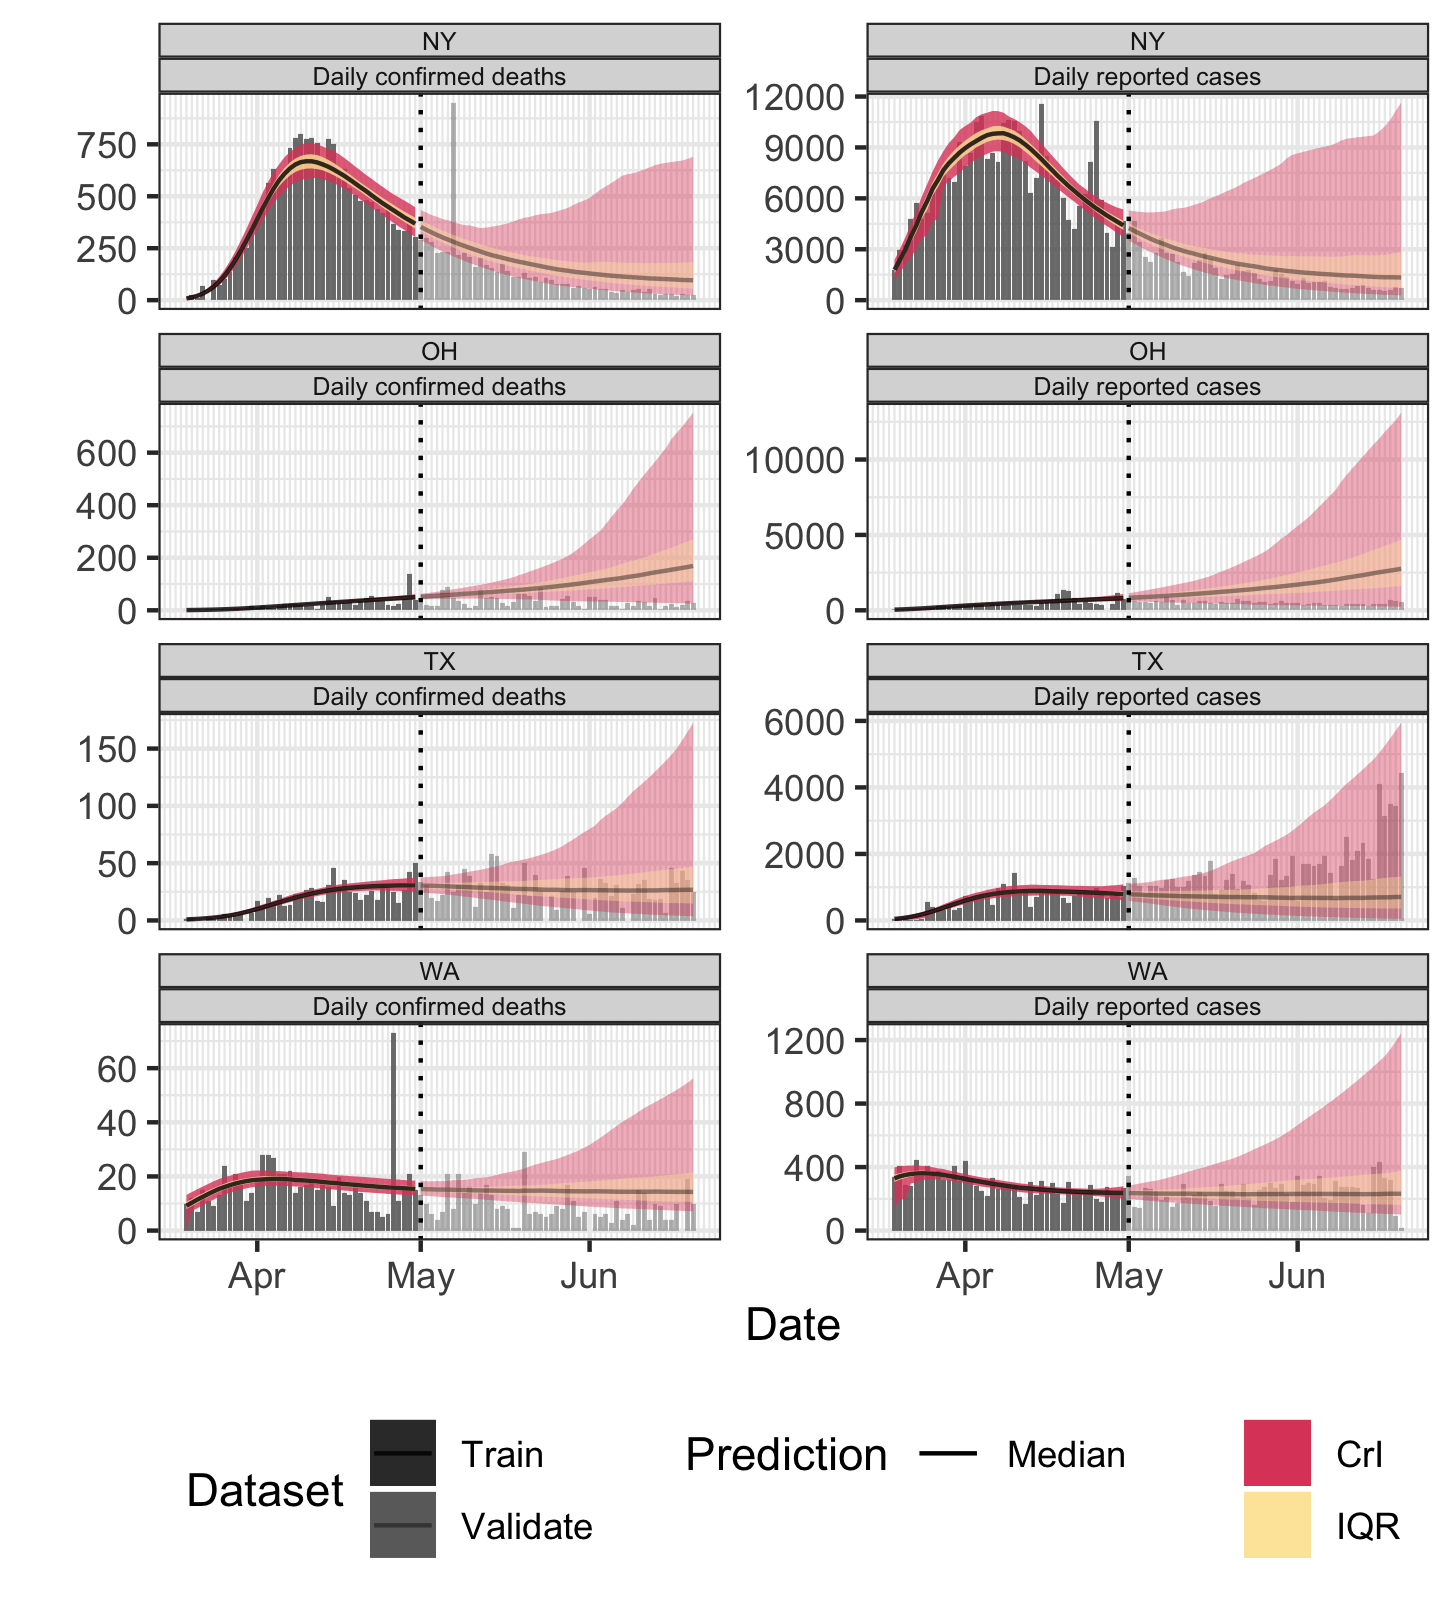 NY
Daily confirmed deaths
750
500
250
0
NY
Daily reported cases
12000
9000
6000
3000
0
OH
Daily confirmed deaths
600
400
200
0
OH
Daily reported cases
10000
5000
0
TX
Daily confirmed deaths
150
100
50
0
TX
Daily reported cases
6000
4000
2000
0
WA
Daily confirmed deaths
60
40
20
0
Apr May Jun
WA
Daily reported cases
1200
800
400
0
Apr May Jun
Date
Dataset
Train
Validate
Prediction
Median
CrI
IQR